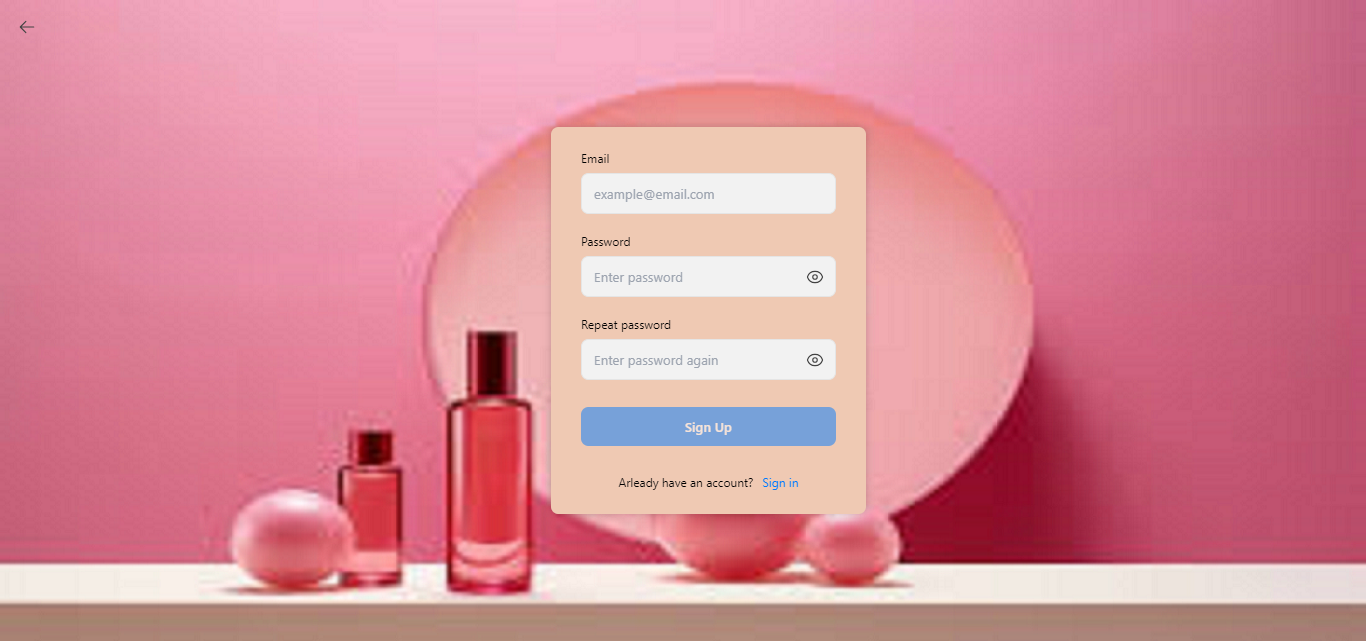 Email
example@email.com
Password
Enter password
Repeat password
Enter password again
Sign Up
Arleady have an account? Sign in